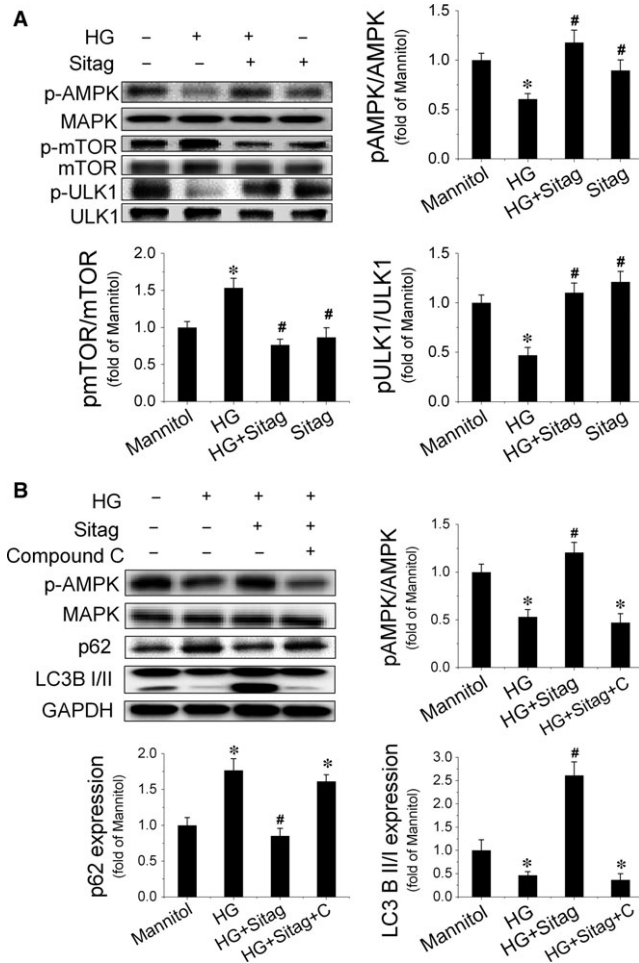 A
HG – + + –
Sitag – – + +
p-AMPK
MAPK
p-mTOR
mTOR
p-ULK1
ULK1
pAMPK/AMPK
(fold of Mannitol)
1.5
1.0
0.5
0
Mannitol
HG
HG+Sitag
Sitag
*
#
#
pmTOR/mTOR
(fold of Mannitol)
2.0
1.5
1.0
0.5
0.0
Mannitol
HG
HG+Sitag
Sitag
*
#
#
pULK1/ULK1
(fold of Mannitol)
1.5
1.0
0.5
0.0
Mannitol
HG
HG+Sitag
Sitag
*
#
#
B
HG – + + +
Sitag – – + +
Compound C – – – +
p-AMPK
MAPK
p62
LC3B I/II
GAPDH
pAMPK/AMPK
(fold of Mannitol)
1.5
1.0
0.5
0.0
Mannitol
HG
HG+Sitag
HG+Sitag+C
*
#
*
p62 expression
(fold of Mannitol)
2.0
1.5
1.0
0.5
0.0
Mannitol
HG
HG+Sitag
HG+Sitag+C
*
#
*
LC3 B II/I expression
(fold of Mannitol)
3.0
2.5
2.0
1.5
1.0
0.5
0.0
Mannitol
HG
HG+Sitag
HG+Sitag+C
*
#
*